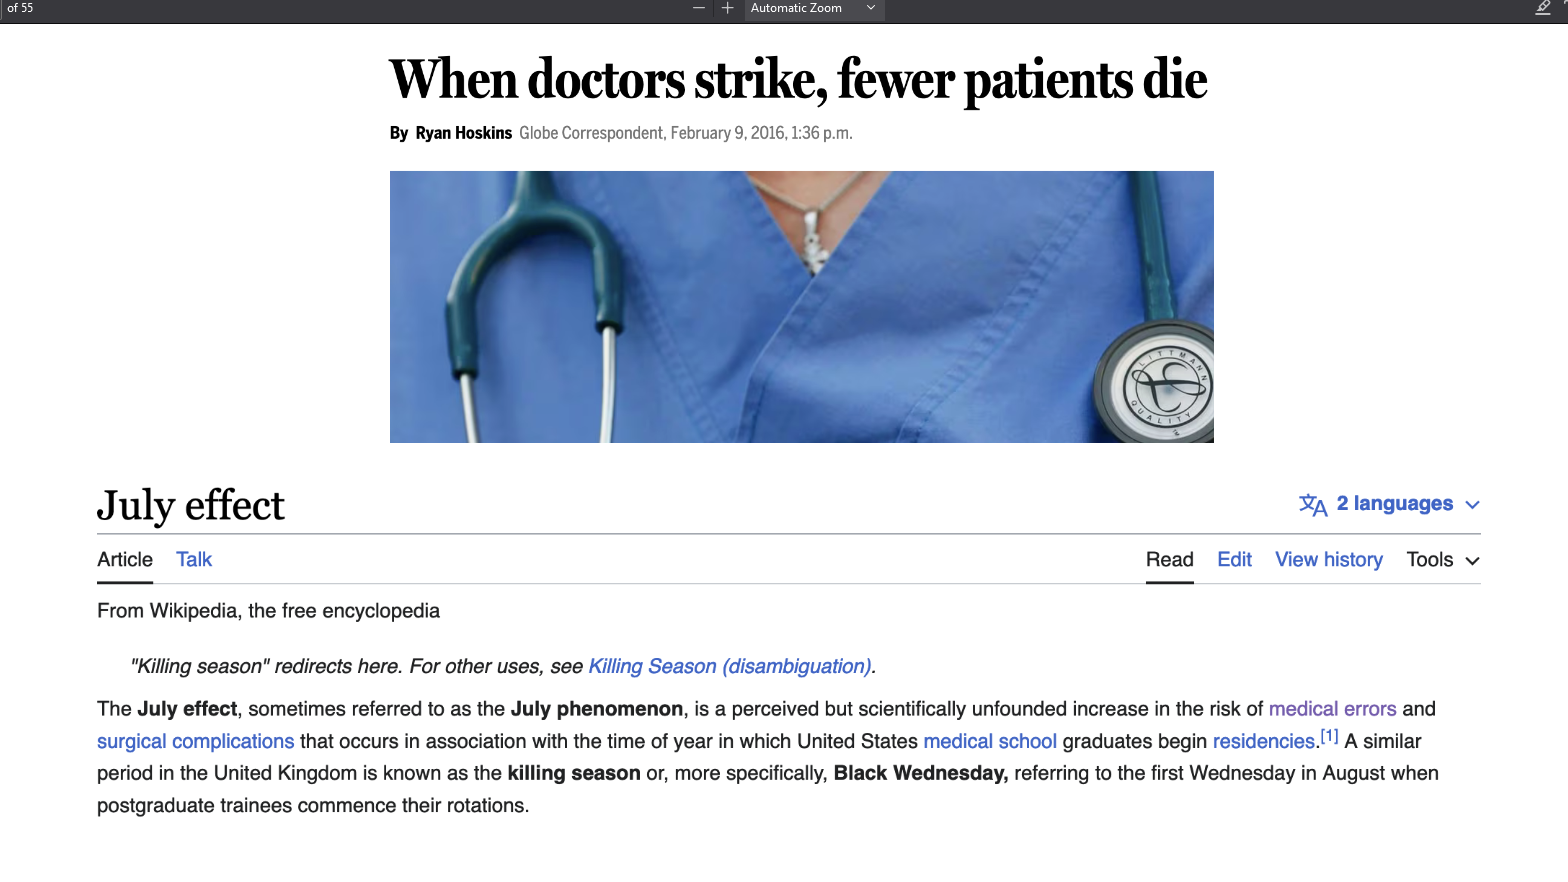 of 55
Automatic Zoom
When doctors strike, fewer patients die
By Ryan Hoskins Globe Correspondent, February 9, 2016, 1:36 p.m.
LITTMANN
QUALITY
July effect
2 languages
Article Talk Read Edit View history Tools
From Wikipedia, the free encyclopedia
"Killing season" redirects here. For other uses, see Killing Season (disambiguation).
The July effect, sometimes referred to as the July phenomenon, is a perceived but scientifically unfounded increase in the risk of medical errors and
surgical complications that occurs in association with the time of year in which United States medical school graduates begin residencies.[1] A similar
period in the United Kingdom is known as the killing season or, more specifically, Black Wednesday, referring to the first Wednesday in August when
postgraduate trainees commence their rotations.